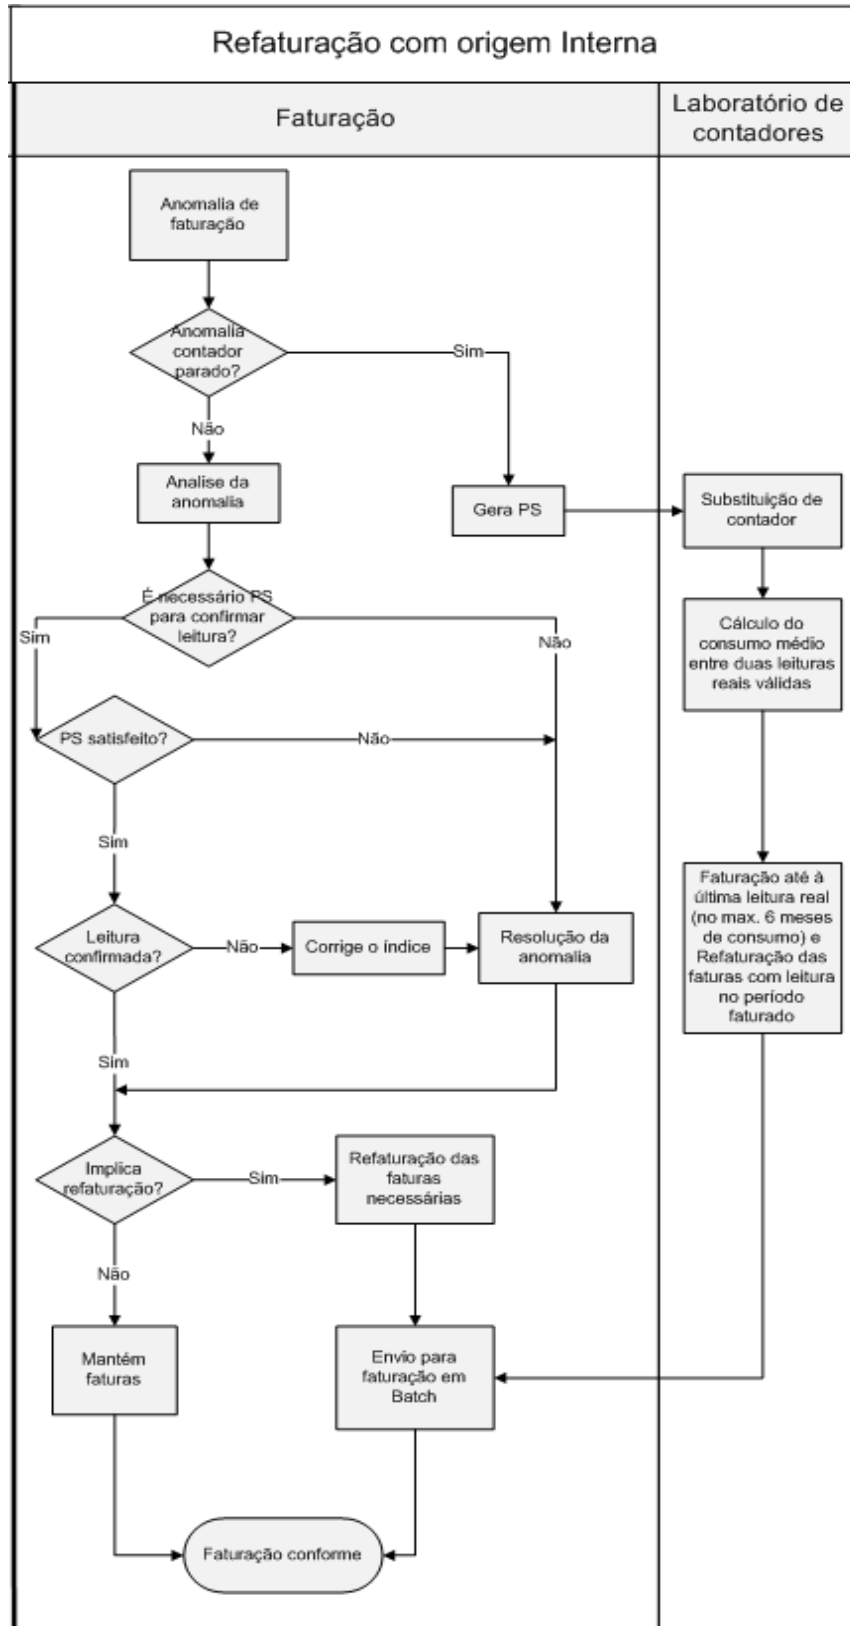 Refaturação com origem Interna
Faturação
Laboratório de
contadores
Anomalia de
faturação
Anomalia
contador
parado?
Sim
Não
Analise da
anomalia
Gera PS
Substituição de
contador
É necessário PS
para confirmar
leitura?
Sim
Não
Cálculo do
consumo médio
entre duas leituras
reais válidas
PS satisfeito?
Não
Sim
Faturação até à
última leitura real
(no max. 6 meses
de consumo) e
Refaturação das
faturas com leitura
no período
faturado
Leitura
confirmada?
Não
Corrige o índice
Resolução da
anomalia
Sim
Implica
refaturação?
Sim
Refaturação das
faturas
necessárias
Não
Mantém
faturas
Envio para
faturação em
Batch
Faturação conforme